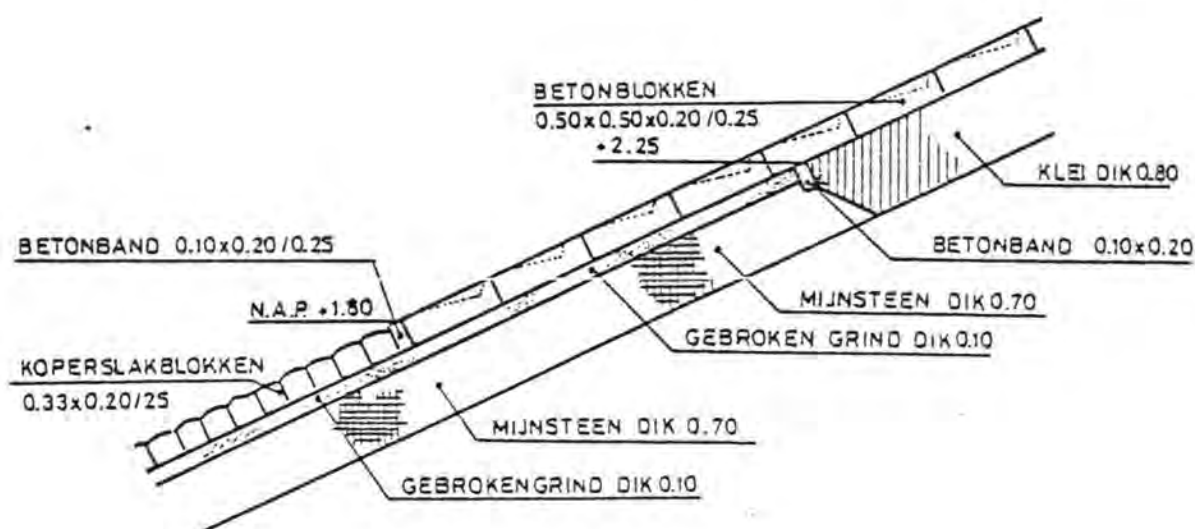 BETONBLOKKEN
0.50x0.50x0.20/0.25
+2.25
KLEI DIK 0.80
BETONBAND 0.10x0.20/0.25
BETONBAND 0.10x0.20
N.A.P. +1.80
MIJNSTEEN DIK 0.70
GEBROKEN GRIND DIK 0.10
KOPERSLAKBLOKKEN
0.33x0.20/25
MIJNSTEEN DIK 0.70
GEBROKEN GRIND DIK 0.10